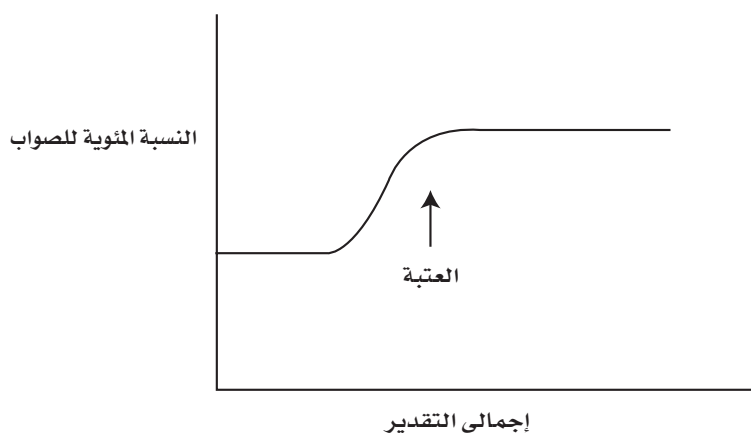 النسبة المئوية للصواب
العتبة
إجمالي التقدير